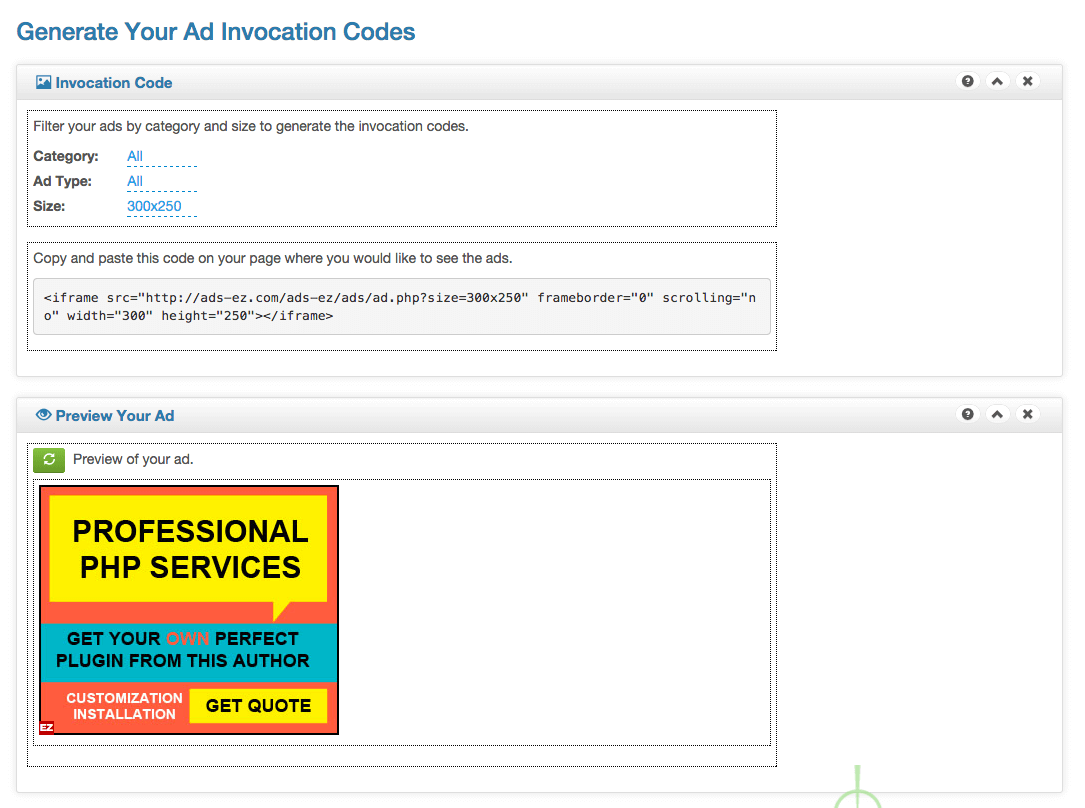 Generate Your Ad Invocation Codes
Invocation Code
Filter your ads by category and size to generate the invocation codes.
Category: All
Ad Type: All
Size: 300x250
Copy and paste this code on your page where you would like to see the ads.
<iframe src="http://ads-ez.com/ads-ez/ads/ad.php?size=300x250" frameborder="0" scrolling="n
o" width="300" height="250"></iframe>
Preview Your Ad
Preview of your ad.
PROFESSIONAL
PHP SERVICES
GET YOUR OWN PERFECT
PLUGIN FROM THIS AUTHOR
CUSTOMIZATION
INSTALLATION
GET QUOTE
EZ